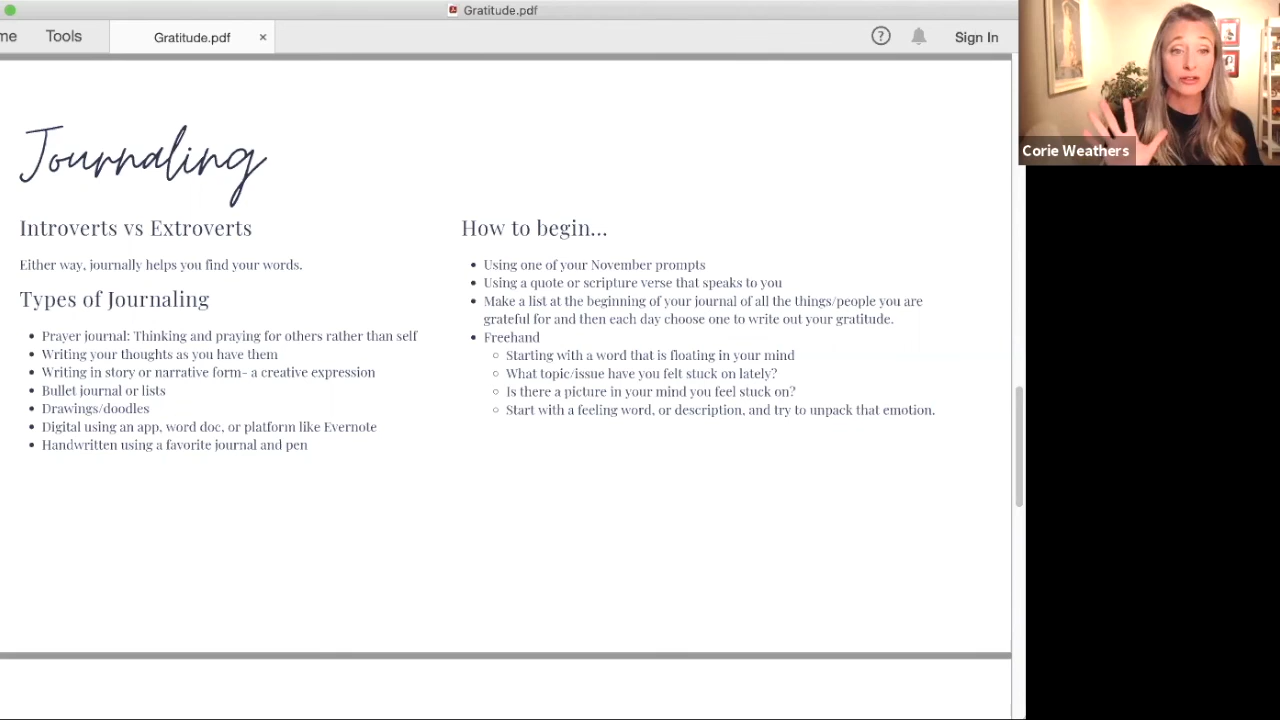 Gratitude.pdf
me
Tools
Gratitude.pdf
×
?
Sign In
Corie Weathers
Journaling
Introverts vs Extroverts
Either way, journally helps you find your words.
Types of Journaling
• Prayer journal: Thinking and praying for others rather than self
• Writing your thoughts as you have them
• Writing in story or narrative form- a creative expression
• Bullet journal or lists
• Drawings/doodles
• Digital using an app, word doc, or platform like Evernote
• Handwritten using a favorite journal and pen
How to begin...
• Using one of your November prompts
• Using a quote or scripture verse that speaks to you
• Make a list at the beginning of your journal of all the things/people you are
grateful for and then each day choose one to write out your gratitude.
• Freehand
○ Starting with a word that is floating in your mind
○ What topic/issue have you felt stuck on lately?
○ Is there a picture in your mind you feel stuck on?
○ Start with a feeling word, or description, and try to unpack that emotion.